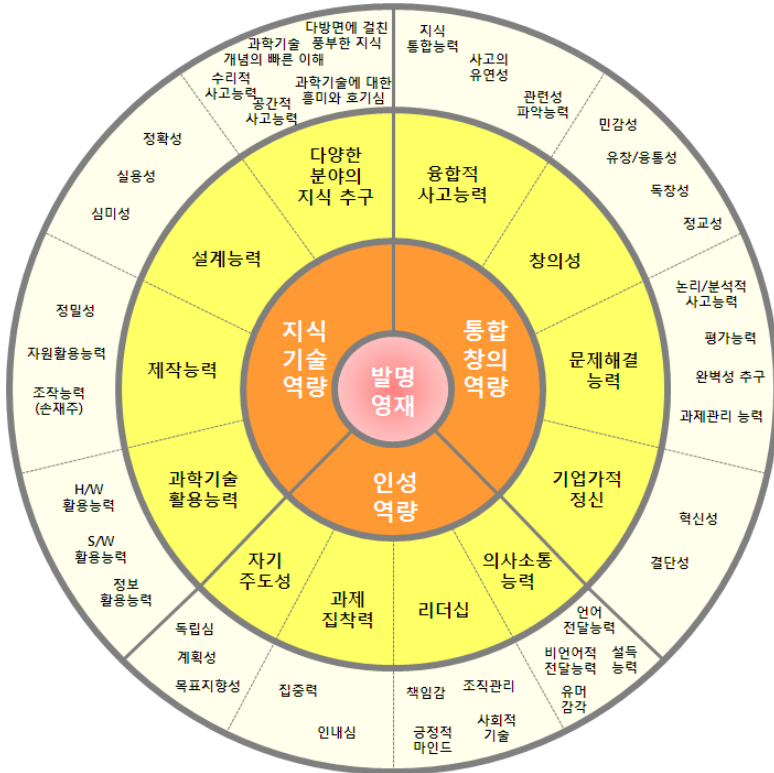 발명
영재
지식
기술
역량
통합
창의
역량
인성
역량
다양한
분야의
지식 추구
융합적
사고능력
창의성
문제해결
능력
기업가적
정신
의사소통
능력
리더십
과제
집착력
자기
주도성
과학기술
활용능력
제작능력
설계능력
다방면에 걸친
풍부한 지식
과학기술
개념의 빠른 이해
수리적
사고능력
공간적
사고능력
과학기술에 대한
흥미와 호기심
지식
통합능력
사고의
유연성
관련성
파악능력
민감성
유창/융통성
독창성
정교성
논리/분석적
사고능력
평가능력
완벽성 추구
과제관리 능력
혁신성
결단성
언어
전달능력
비언어적
전달능력
설득
능력
유머
감각
책임감
조직관리
긍정적
마인드
사회적
기술
집중력
인내심
독립심
계획성
목표지향성
H/W
활용능력
S/W
활용능력
정보
활용능력
정밀성
자원활용능력
조작능력
(손재주)
정확성
실용성
심미성